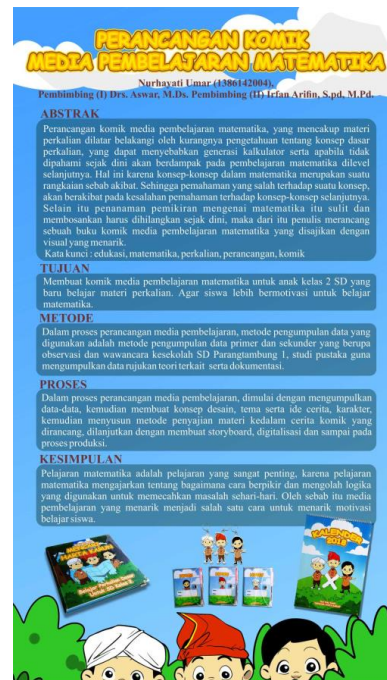 PERANCANGAN KOMIK
MEDIA PEMBELAJARAN MATEMATIKA
Nurhayati Umar (1386142004),
Pembimbing (I) Drs. Aswar, M.Ds. Pembimbing (II) Irfan Arifin, S.pd, M.Pd.
ABSTRAK
Perancangan komik media pembelajaran matematika, yang mencakup materi
perkalian dilatar belakangi oleh kurangnya pengetahuan tentang konsep dasar
perkalian, yang dapat menyebabkan generasi kalkulator serta apabila tidak
dipahami sejak dini akan berdampak pada pembelajaran matematika dilevel
selanjutnya. Hal ini karena konsep-konsep dalam matematika merupakan suatu
rangkaian sebab akibat. Sehingga pemahaman yang salah terhadap suatu konsep,
akan berakibat pada kesalahan pemahaman terhadap konsep-konsep selanjutnya.
Selain itu penanaman pemikiran mengenai matematika itu sulit dan
membosankan harus dihilangkan sejak dini, maka dari itu penulis merancang
sebuah buku komik media pembelajaran matematika yang disajikan dengan
visual yang menarik.
Kata kunci : edukasi, matematika, perkalian, perancangan, komik
TUJUAN
Membuat komik media pembelajaran matematika untuk anak kelas 2 SD yang
baru belajar materi perkalian. Agar siswa lebih bermotivasi untuk belajar
matematika.
METODE
Dalam proses perancangan media pembelajaran, metode pengumpulan data yang
digunakan adalah metode pengumpulan data primer dan sekunder yang berupa
observasi dan wawancara kesekolah SD Parangtambung 1, studi pustaka guna
mengumpulkan data rujukan teori terkait serta dokumentasi.
PROSES
Dalam proses perancangan media pembelajaran, dimulai dengan mengumpulkan
data-data, kemudian membuat konsep desain, tema serta ide cerita, karakter,
kemudian menyusun metode penyajian materi kedalam cerita komik yang
dirancang, dilanjutkan dengan membuat storyboard, digitalisasi dan sampai pada
proses produksi.
KESIMPULAN
Pelajaran matematika adalah pelajaran yang sangat penting, karena pelajaran
matematika mengajarkan tentang bagaimana cara berpikir dan mengolah logika
yang digunakan untuk memecahkan masalah sehari-hari. Oleh sebab itu media
pembelajaran yang menarik menjadi salah satu cara untuk menarik motivasi
belajar siswa.
KALENDER
2018